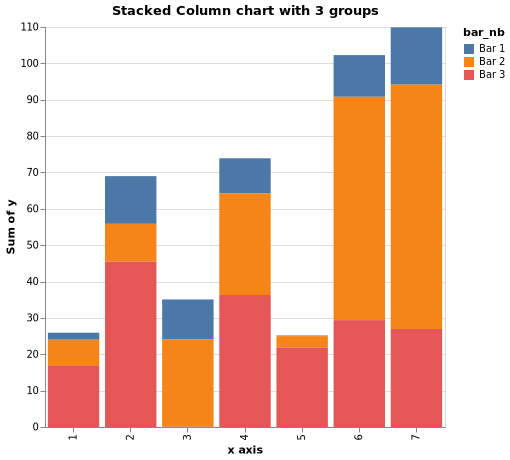 Stacked Column chart with 3 groups
110
100
90
80
70
60
50
40
30
20
10
0
Sum of y
1
2
3
4
5
6
7
x axis
bar_nb
Bar 1
Bar 2
Bar 3